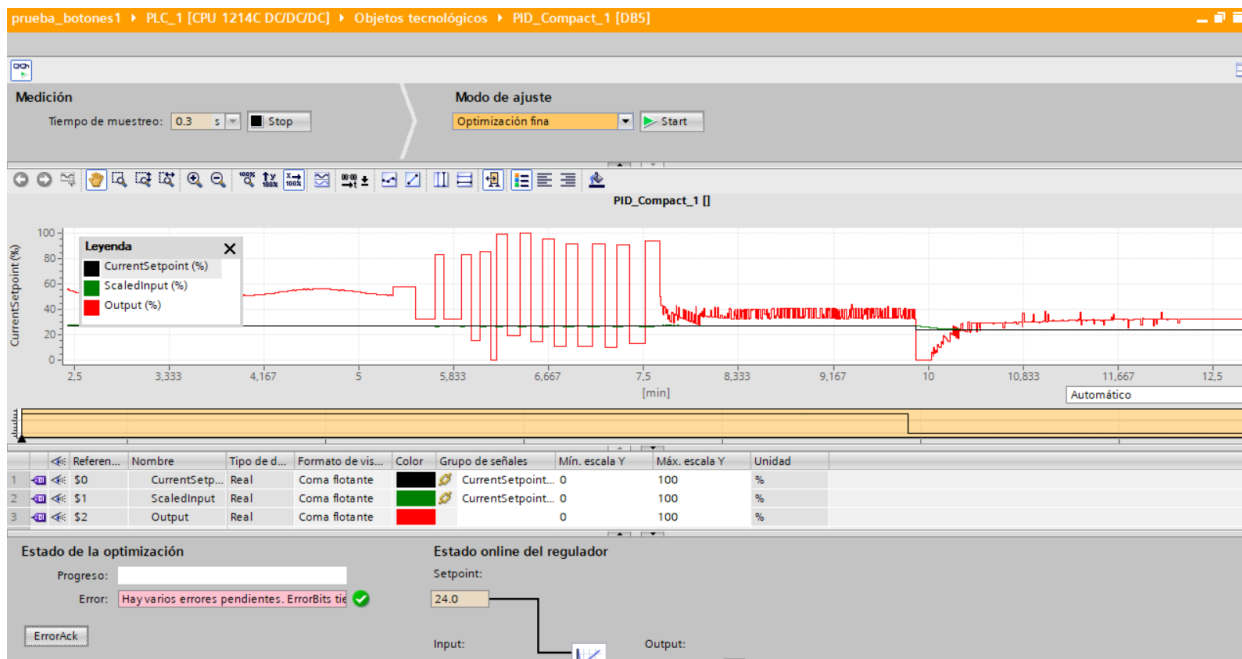 prueba_botones1 ▸ PLC_1 [CPU 1214C DC/DC/DC] ▸ Objetos tecnológicos ▸ PID_Compact_1 [DB5]
Medición
Modo de ajuste
Tiempo de muestreo: 0.3 s Stop
Optimización fina Start
PID_Compact_1 []
CurrentSetpoint (%)
100
80
60
40
20
0
Leyenda
CurrentSetpoint (%)
ScaledInput (%)
Output (%)
2,5 3,333 4,167 5 5,833 6,667 7,5 8,333 9,167 10 10,833 11,667 12,5
[min]
Automático
Referen... Nombre Tipo de d... Formato de vis... Color Grupo de señales Mín. escala Y Máx. escala Y Unidad
1 $0 CurrentSetp... Real Coma flotante CurrentSetpoint... 0 100 %
2 $1 ScaledInput Real Coma flotante CurrentSetpoint... 0 100 %
3 $2 Output Real Coma flotante 0 100 %
Estado de la optimización
Progreso:
Error: Hay varios errores pendientes. ErrorBits tie
ErrorAck
Estado online del regulador
Setpoint:
24.0
Input:
Output: